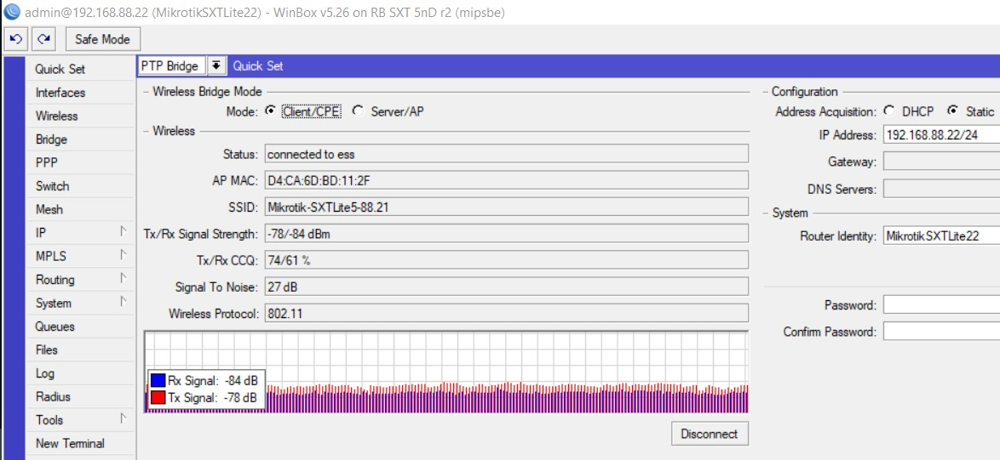 admin@192.168.88.22 (MikrotikSXTLite22) - WinBox v5.26 on RB SXT 5nD r2 (mipsbe)
Safe Mode
Quick Set
Interfaces
Wireless
Bridge
PPP
Switch
Mesh
IP
MPLS
Routing
System
Queues
Files
Log
Radius
Tools
New Terminal
PTP Bridge Quick Set
Wireless Bridge Mode
Mode: Client/CPE Server/AP
Wireless
Status: connected to ess
AP MAC: D4:CA:6D:BD:11:2F
SSID: Mikrotik-SXTLite5-88.21
Tx/Rx Signal Strength: -78/-84 dBm
Tx/Rx CCQ: 74/61 %
Signal To Noise: 27 dB
Wireless Protocol: 802.11
Rx Signal: -84 dB
Tx Signal: -78 dB
Disconnect
Configuration
Address Acquisition: DHCP Static
IP Address: 192.168.88.22/24
Gateway:
DNS Servers:
System
Router Identity: MikrotikSXTLite22
Password:
Confirm Password: